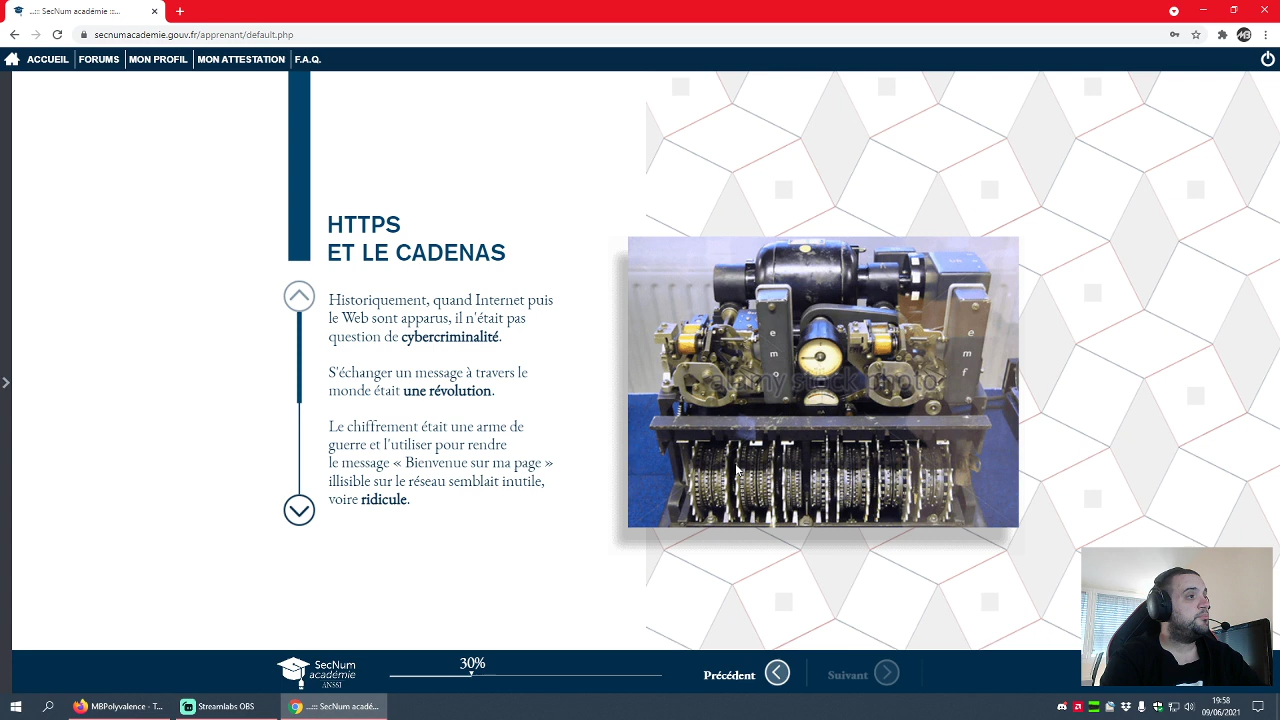 ..::: SecNum académie :::..
secnumacademie.gouv.fr/apprenant/default.php
ACCUEIL
FORUMS
MON PROFIL
MON ATTESTATION
F.A.Q.
HTTPS
ET LE CADENAS
Historiquement, quand Internet puis
le Web sont apparus, il n'était pas
question de cybercriminalité.
S'échanger un message à travers le
monde était une révolution.
Le chiffrement était une arme de
guerre et l'utiliser pour rendre
le message « Bienvenue sur ma page »
illisible sur le réseau semblait inutile,
voire ridicule.
alamy stock photo
SecNum
académie
ANSSI
30%
Précédent
Suivant
MBPolyvalence - T...
Streamlabs OBS
..::: SecNum acadé...
19:58
09/06/2021